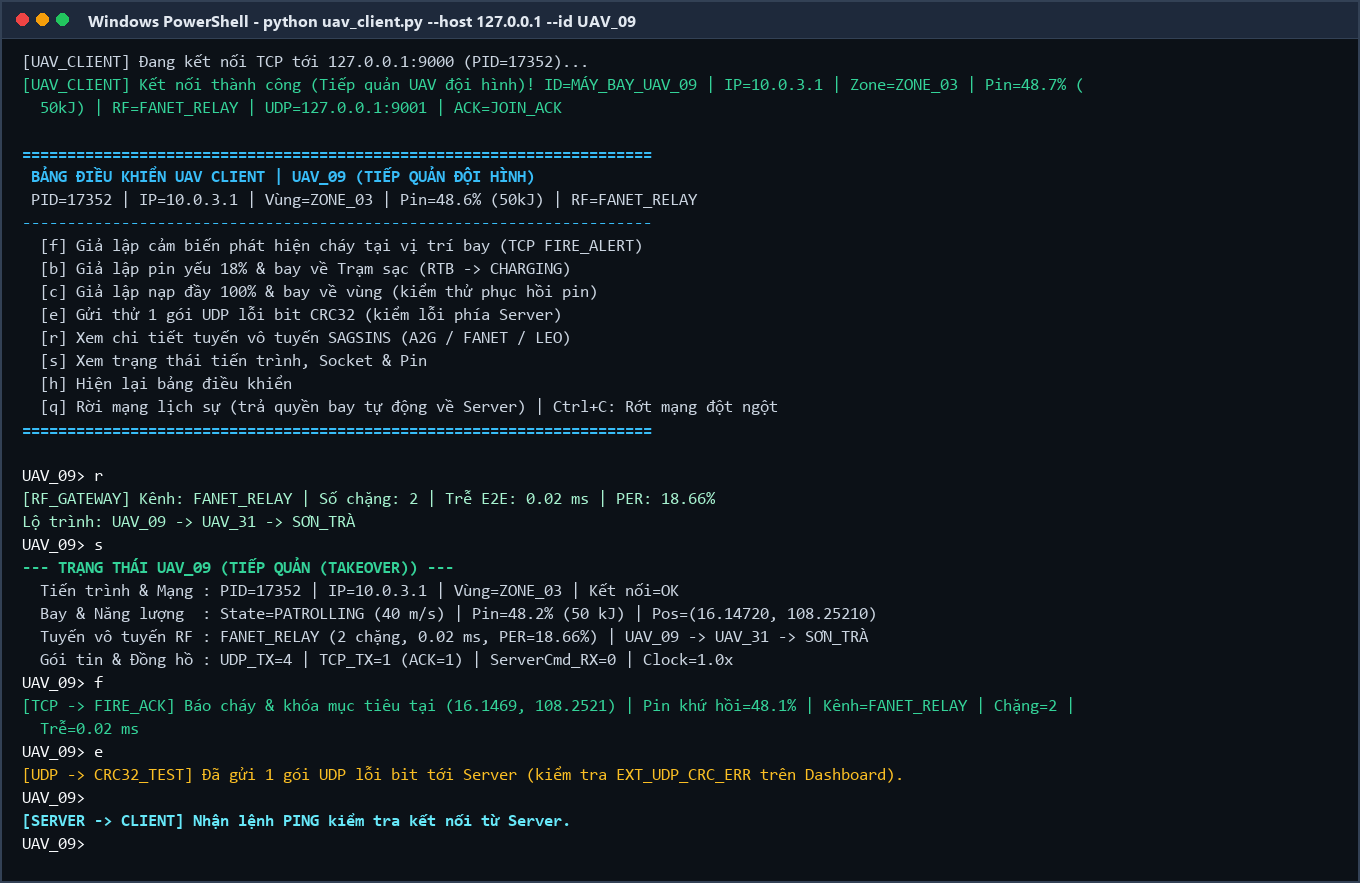 Windows PowerShell - python uav_client.py --host 127.0.0.1 --id UAV_09
[UAV_CLIENT] Đang kết nối TCP tới 127.0.0.1:9000 (PID=17352)...
[UAV_CLIENT] Kết nối thành công (Tiếp quản UAV đội hình)! ID=MÁY_BAY_UAV_09 | IP=10.0.3.1 | Zone=ZONE_03 | Pin=48.7% (
50kJ) | RF=FANET_RELAY | UDP=127.0.0.1:9001 | ACK=JOIN_ACK
======================================================================
BẢNG ĐIỀU KHIỂN UAV CLIENT | UAV_09 (TIẾP QUẢN ĐỘI HÌNH)
PID=17352 | IP=10.0.3.1 | Vùng=ZONE_03 | Pin=48.6% (50kJ) | RF=FANET_RELAY
----------------------------------------------------------------------
[f] Giả lập cảm biến phát hiện cháy tại vị trí bay (TCP FIRE_ALERT)
[b] Giả lập pin yếu 18% & bay về Trạm sạc (RTB -> CHARGING)
[c] Giả lập nạp đầy 100% & bay về vùng (kiểm thử phục hồi pin)
[e] Gửi thử 1 gói UDP lỗi bit CRC32 (kiểm lỗi phía Server)
[r] Xem chi tiết tuyến vô tuyến SAGSINS (A2G / FANET / LEO)
[s] Xem trạng thái tiến trình, Socket & Pin
[h] Hiện lại bảng điều khiển
[q] Rời mạng lịch sự (trả quyền bay tự động về Server) | Ctrl+C: Rớt mạng đột ngột
======================================================================
UAV_09> r
[RF_GATEWAY] Kênh: FANET_RELAY | Số chặng: 2 | Trễ E2E: 0.02 ms | PER: 18.66%
Lộ trình: UAV_09 -> UAV_31 -> SƠN_TRÀ
UAV_09> s
--- TRẠNG THÁI UAV_09 (TIẾP QUẢN (TAKEOVER)) ---
Tiến trình & Mạng : PID=17352 | IP=10.0.3.1 | Vùng=ZONE_03 | Kết nối=OK
Bay & Năng lượng  : State=PATROLLING (40 m/s) | Pin=48.2% (50 kJ) | Pos=(16.14720, 108.25210)
Tuyến vô tuyến RF : FANET_RELAY (2 chặng, 0.02 ms, PER=18.66%) | UAV_09 -> UAV_31 -> SƠN_TRÀ
Gói tin & Đồng hồ : UDP_TX=4 | TCP_TX=1 (ACK=1) | ServerCmd_RX=0 | Clock=1.0x
UAV_09> f
[TCP -> FIRE_ACK] Báo cháy & khóa mục tiêu tại (16.1469, 108.2521) | Pin khứ hồi=48.1% | Kênh=FANET_RELAY | Chặng=2 |
Trễ=0.02 ms
UAV_09> e
[UDP -> CRC32_TEST] Đã gửi 1 gói UDP lỗi bit tới Server (kiểm tra EXT_UDP_CRC_ERR trên Dashboard).
UAV_09>
[SERVER -> CLIENT] Nhận lệnh PING kiểm tra kết nối từ Server.
UAV_09>